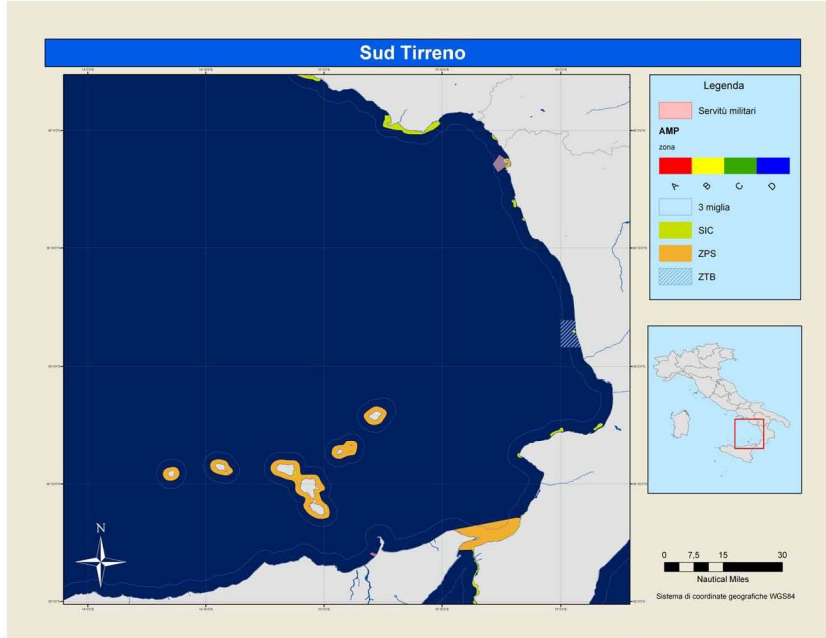 Sud Tirreno
Legenda
Servitù militari
AMP
zona
A B C D
3 miglia
SIC
ZPS
ZTB
N
0 7,5 15 30
Nautical Miles
Sistema di coordinate geografiche WGS84